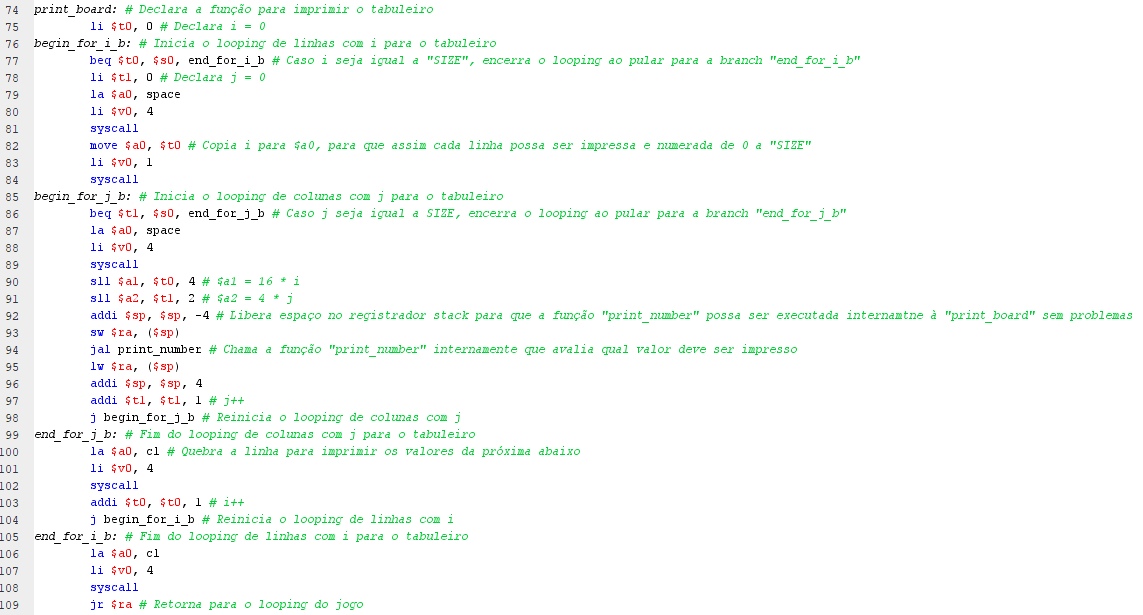 74 print_board: # Declara a função para imprimir o tabuleiro
75 li $t0, 0 # Declara i = 0
76 begin_for_i_b: # Inicia o looping de linhas com i para o tabuleiro
77 beq $t0, $s0, end_for_i_b # Caso i seja igual a "SIZE", encerra o looping ao pular para a branch "end_for_i_b"
78 li $t1, 0 # Declara j = 0
79 la $a0, space
80 li $v0, 4
81 syscall
82 move $a0, $t0 # Copia i para $a0, para que assim cada linha possa ser impressa e numerada de 0 a "SIZE"
83 li $v0, 1
84 syscall
85 begin_for_j_b: # Inicia o looping de colunas com j para o tabuleiro
86 beq $t1, $s0, end_for_j_b # Caso j seja igual a SIZE, encerra o looping ao pular para a branch "end_for_j_b"
87 la $a0, space
88 li $v0, 4
89 syscall
90 sll $a1, $t0, 4 # $a1 = 16 * i
91 sll $a2, $t1, 2 # $a2 = 4 * j
92 addi $sp, $sp, -4 # Libera espaço no registrador stack para que a função "print_number" possa ser executada internamtne à "print_board" sem problemas
93 sw $ra, ($sp)
94 jal print_number # Chama a função "print_number" internamente que avalia qual valor deve ser impresso
95 lw $ra, ($sp)
96 addi $sp, $sp, 4
97 addi $t1, $t1, 1 # j++
98 j begin_for_j_b # Reinicia o looping de colunas com j
99 end_for_j_b: # Fim do looping de colunas com j para o tabuleiro
100 la $a0, cl # Quebra a linha para imprimir os valores da próxima abaixo
101 li $v0, 4
102 syscall
103 addi $t0, $t0, 1 # i++
104 j begin_for_i_b # Reinicia o looping de linhas com i
105 end_for_i_b: # Fim do looping de linhas com i para o tabuleiro
106 la $a0, cl
107 li $v0, 4
108 syscall
109 jr $ra # Retorna para o looping do jogo